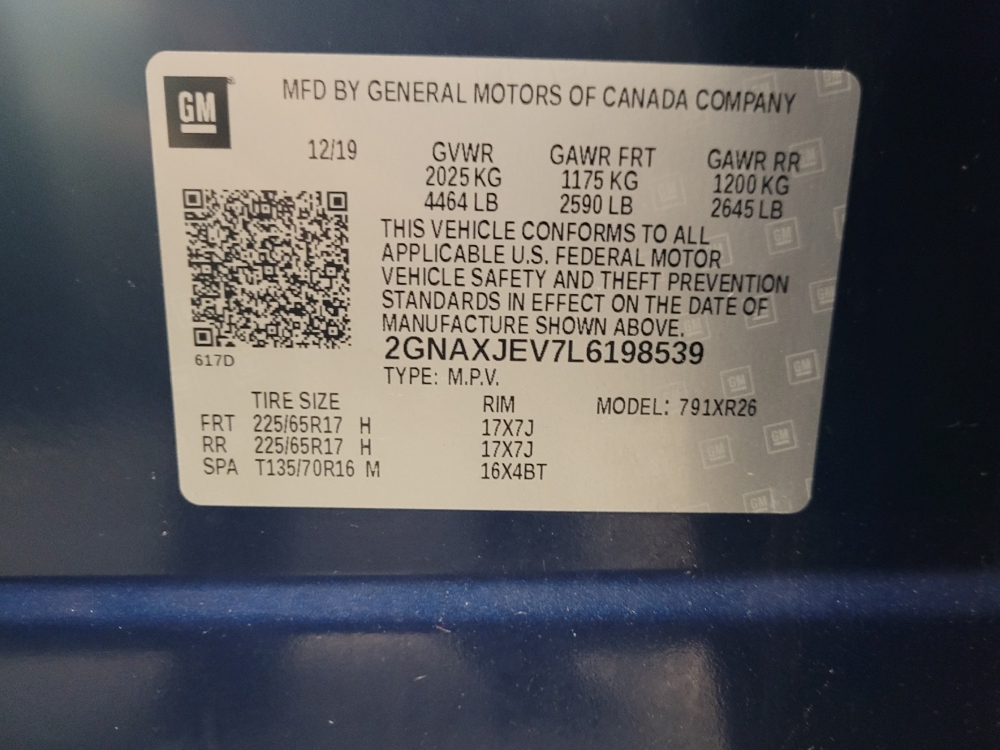 GM
MFD BY GENERAL MOTORS OF CANADA COMPANY
12/19 GVWR GAWR FRT GAWR RR
2025 KG 1175 KG 1200 KG
4464 LB 2590 LB 2645 LB
THIS VEHICLE CONFORMS TO ALL
APPLICABLE U.S. FEDERAL MOTOR
VEHICLE SAFETY AND THEFT PREVENTION
STANDARDS IN EFFECT ON THE DATE OF
MANUFACTURE SHOWN ABOVE.
617D
2GNAXJEV7L6198539
TYPE: M.P.V.
TIRE SIZE RIM MODEL: 791XR26
FRT 225/65R17 H 17X7J
RR 225/65R17 H 17X7J
SPA T135/70R16 M 16X4BT